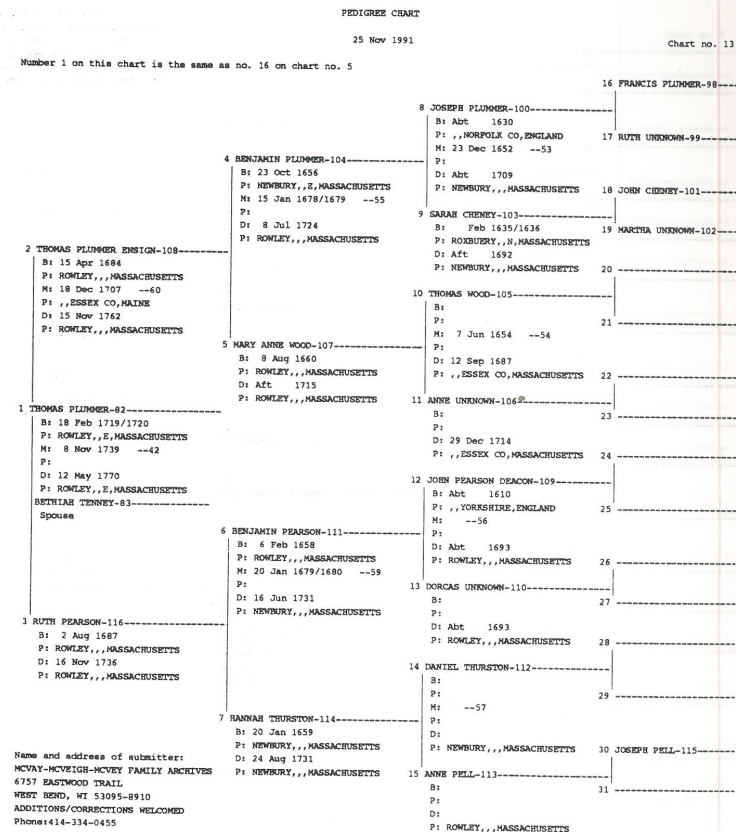 PEDIGREE CHART
25 Nov 1991
Chart no. 13
Number 1 on this chart is the same as no. 16 on chart no. 5
16 FRANCIS PLUMMER-98----
8 JOSEPH PLUMMER-100------------
B: Abt 1630
P: ,,NORFOLK CO,ENGLAND
17 RUTH UNKNOWN-99------
M: 23 Dec 1652 --53
4 BENJAMIN PLUMMER-104-------------
P:
B: 23 Oct 1656
D: Abt 1709
P: NEWBURY,,E,MASSACHUSETTS
P: NEWBURY,,,MASSACHUSETTS
18 JOHN CHENEY-101------
M: 15 Jan 1678/1679 --55
P:
9 SARAH CHENEY-103--------------
D: 8 Jul 1724
B: Feb 1635/1636
19 MARTHA UNKNOWN-102----
P: ROWLEY,,,MASSACHUSETTS
P: ROXBUERY,,N,MASSACHUSETTS
2 THOMAS PLUMMER ENSIGN-108--------
D: Aft 1692
B: 15 Apr 1684
P: NEWBURY,,,MASSACHUSETTS
20 ----------------------
P: ROWLEY,,,MASSACHUSETTS
M: 18 Dec 1707 --60
10 THOMAS WOOD-105---------------
P: ,,ESSEX CO,MAINE
B:
D: 15 Nov 1762
P:
21 ----------------------
P: ROWLEY,,,MASSACHUSETTS
M: 7 Jun 1654 --54
5 MARY ANNE WOOD-107---------------
P:
B: 8 Aug 1660
D: 12 Sep 1687
P: ROWLEY,,,MASSACHUSETTS
P: ,,ESSEX CO,MASSACHUSETTS
22 ----------------------
D: Aft 1715
P: ROWLEY,,,MASSACHUSETTS
11 ANNE UNKNOWN-106--------------
1 THOMAS PLUMMER-82----------------
B:
23 ----------------------
B: 18 Feb 1719/1720
P:
P: ROWLEY,,E,MASSACHUSETTS
D: 29 Dec 1714
M: 8 Nov 1739 --42
P: ,,ESSEX CO,MASSACHUSETTS
24 ----------------------
P:
D: 12 May 1770
12 JOHN PEARSON DEACON-109-------
P: ROWLEY,,E,MASSACHUSETTS
B: Abt 1610
BETHIAH TENNEY-83---------------
P: ,,YORKSHIRE,ENGLAND
25 ----------------------
Spouse
M: --56
6 BENJAMIN PEARSON-111-------------
P:
B: 6 Feb 1658
D: Abt 1693
P: ROWLEY,,,MASSACHUSETTS
P: ROWLEY,,,MASSACHUSETTS
26 ----------------------
M: 20 Jan 1679/1680 --59
P:
13 DORCAS UNKNOWN-110------------
D: 16 Jun 1731
B:
27 ----------------------
P: NEWBURY,,,MASSACHUSETTS
P:
3 RUTH PEARSON-116-----------------
D: Abt 1693
B: 2 Aug 1687
P: ROWLEY,,,MASSACHUSETTS
28 ----------------------
P: ROWLEY,,,MASSACHUSETTS
D: 16 Nov 1736
14 DANIEL THURSTON-112-----------
P: ROWLEY,,,MASSACHUSETTS
B:
P:
29 ----------------------
M: --57
7 HANNAH THURSTON-114--------------
P:
B: 20 Jan 1659
D:
P: NEWBURY,,,MASSACHUSETTS
P: NEWBURY,,,MASSACHUSETTS
30 JOSEPH PELL-115-------
D: 24 Aug 1731
P: NEWBURY,,,MASSACHUSETTS
15 ANNE PELL-113-----------------
B:
31 ----------------------
P:
D:
P: ROWLEY,,,MASSACHUSETTS
Name and address of submitter:
MCVAY-MCVEIGH-MCVEY FAMILY ARCHIVES
6757 EASTWOOD TRAIL
WEST BEND, WI 53095-8910
ADDITIONS/CORRECTIONS WELCOMED
Phone:414-334-0455